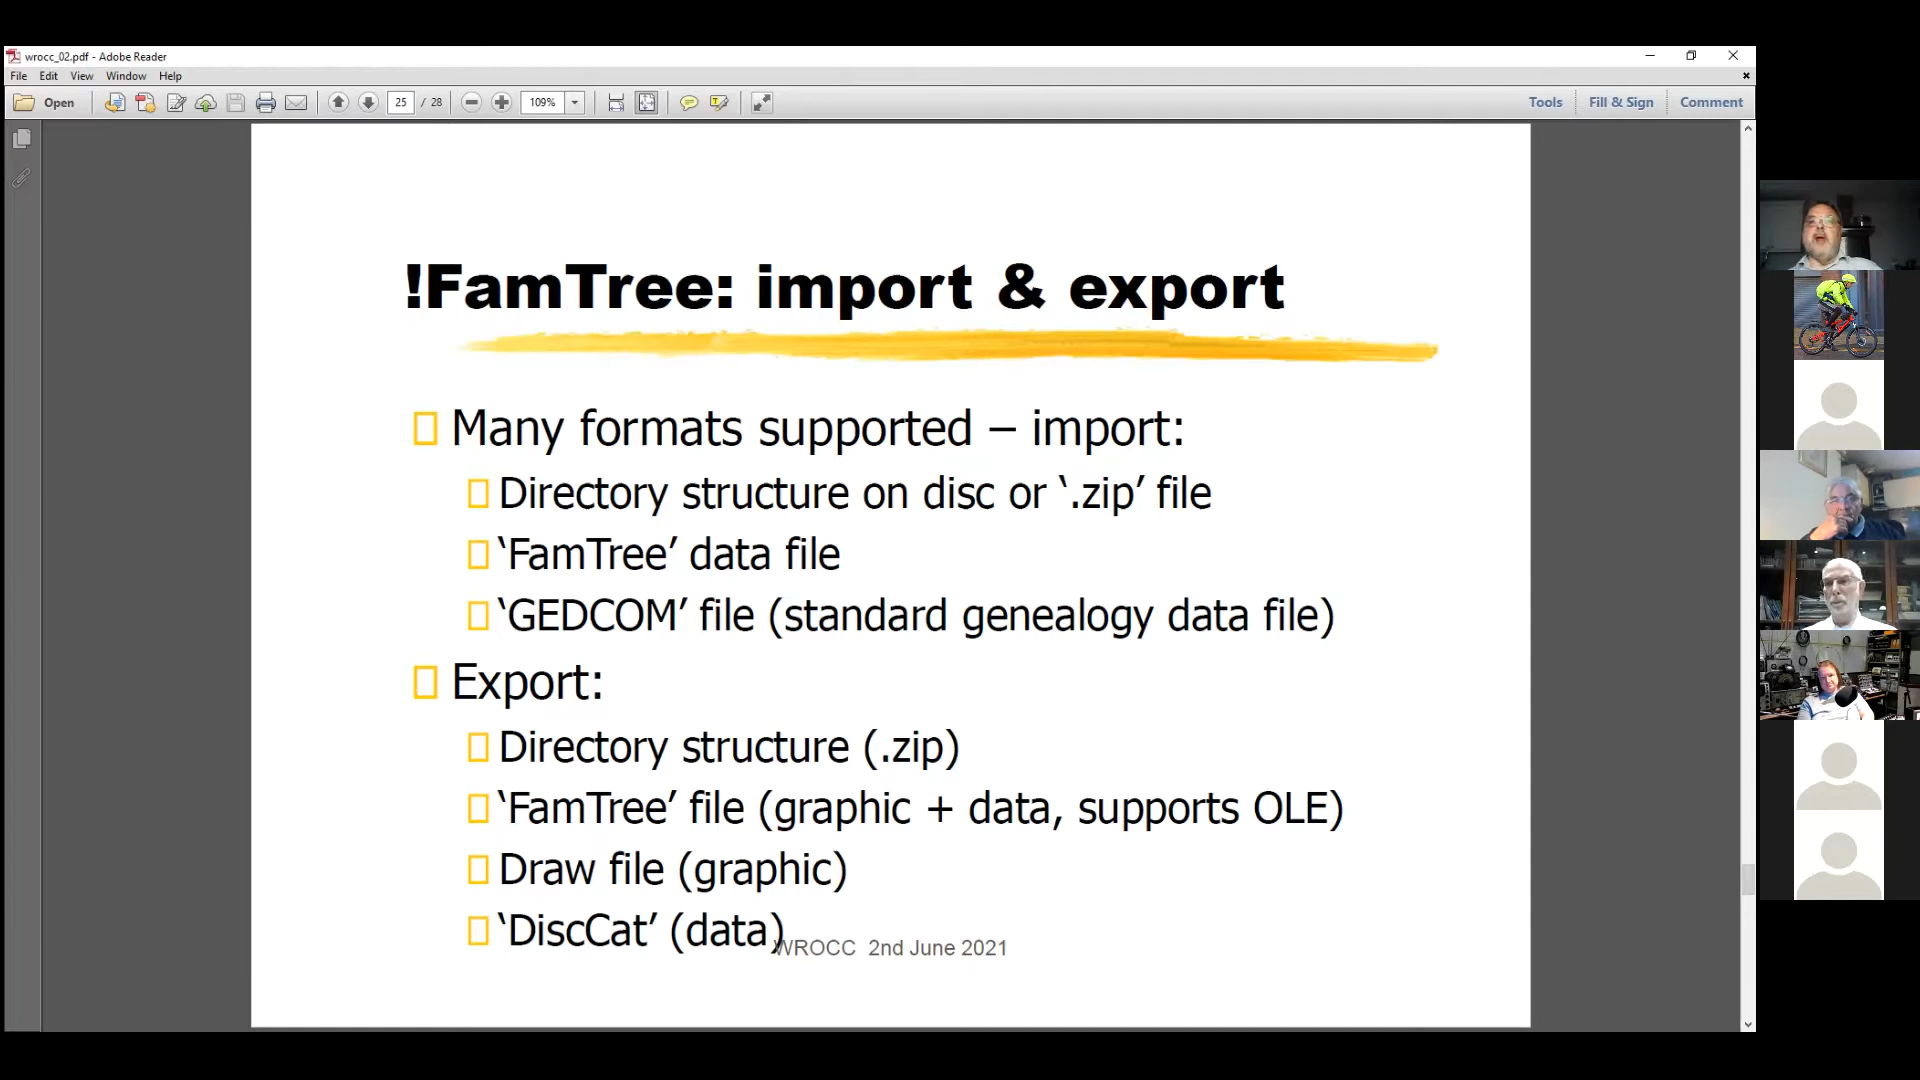 wrocc_02.pdf - Adobe Reader
File Edit View Window Help
Open 25 / 28 109% Tools Fill & Sign Comment
!FamTree: import & export
Many formats supported – import:
Directory structure on disc or ‘.zip’ file
‘FamTree’ data file
‘GEDCOM’ file (standard genealogy data file)
Export:
Directory structure (.zip)
‘FamTree’ file (graphic + data, supports OLE)
Draw file (graphic)
‘DiscCat’ (data)
WROCC 2nd June 2021